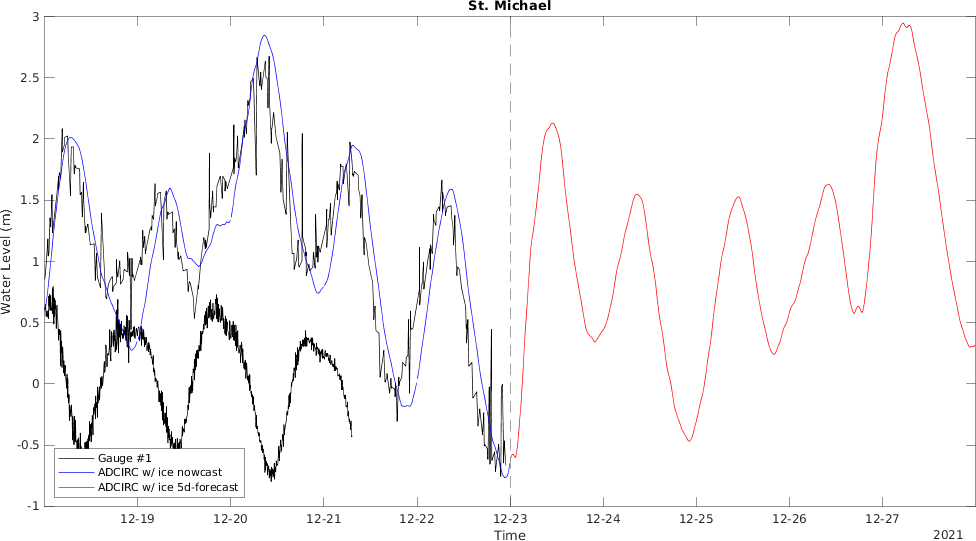 St. Michael
3
2.5
2
1.5
1
0.5
0
-0.5
-1
Water Level (m)
Gauge #1
ADCIRC w/ ice nowcast
ADCIRC w/ ice 5d-forecast
12-19 12-20 12-21 12-22 12-23 12-24 12-25 12-26 12-27
Time
2021